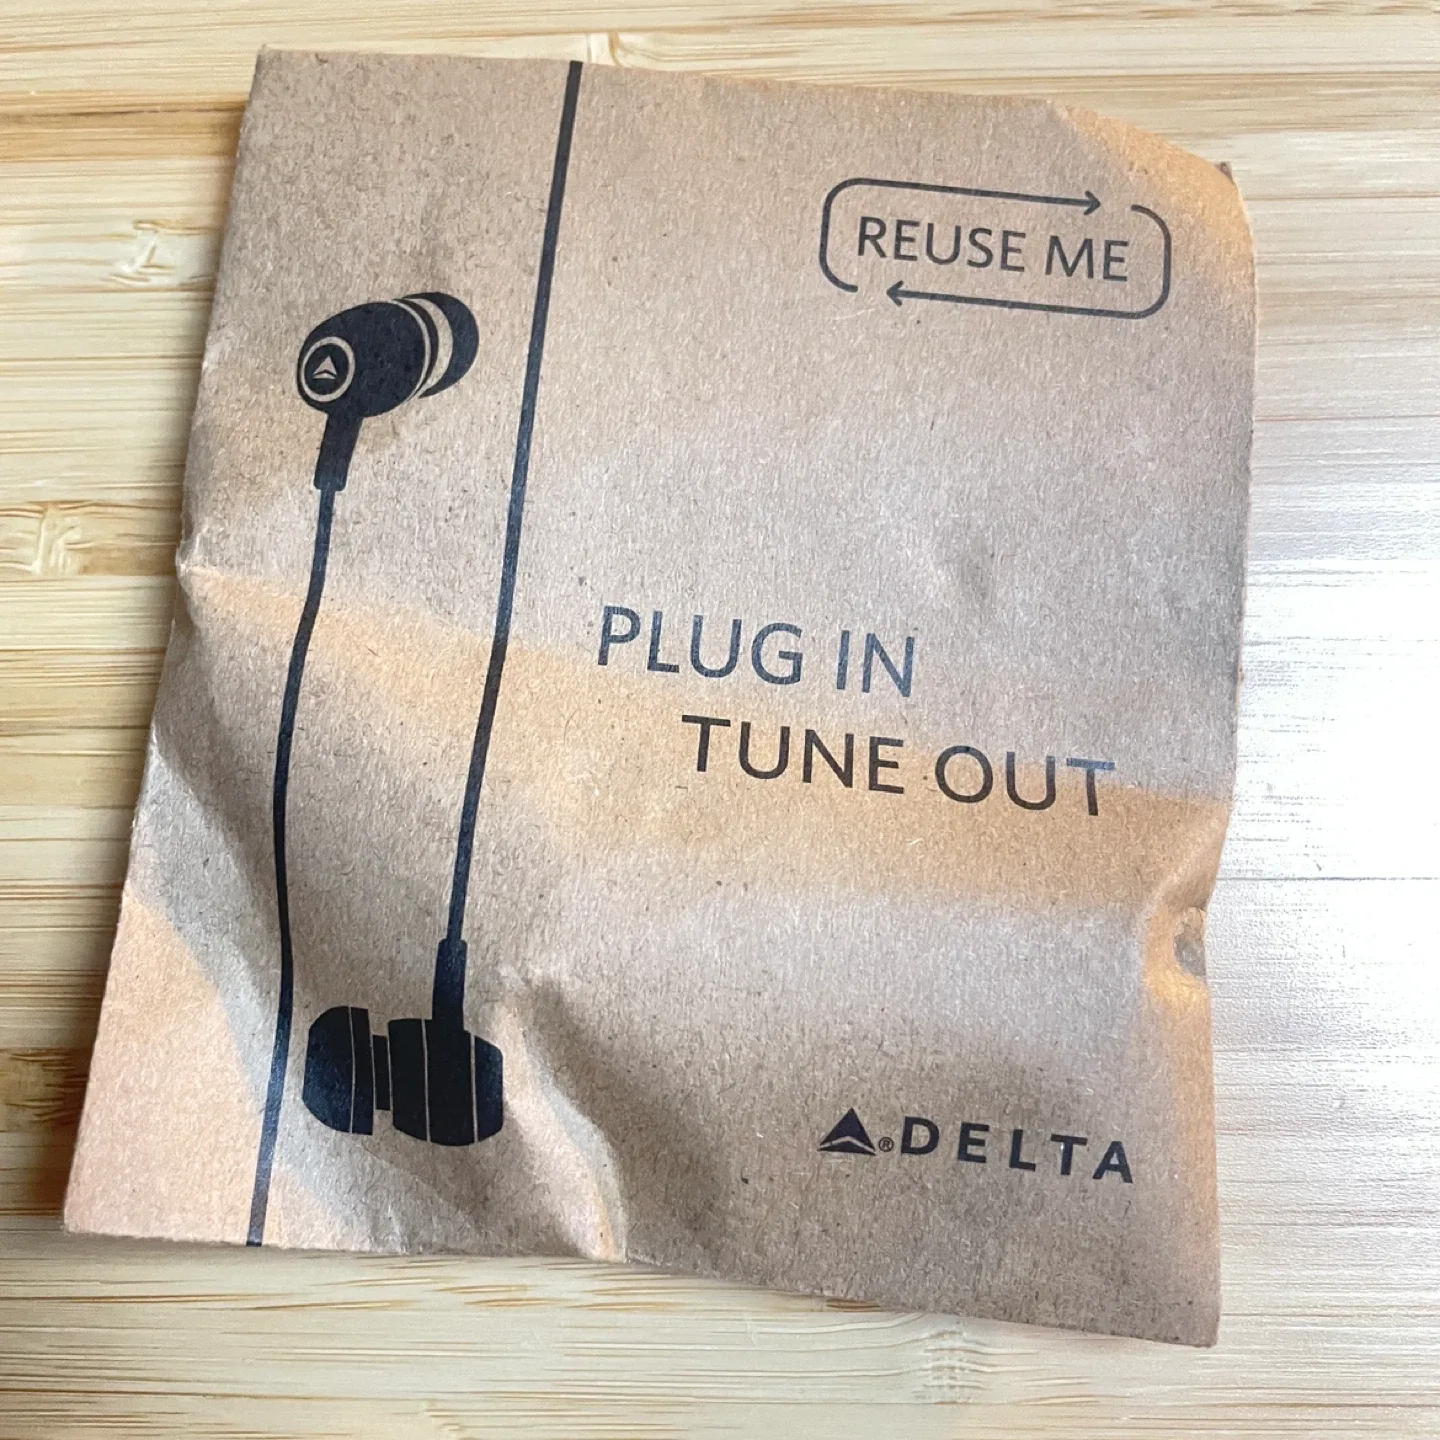 REUSE ME
PLUG IN
TUNE OUT
® DELTA